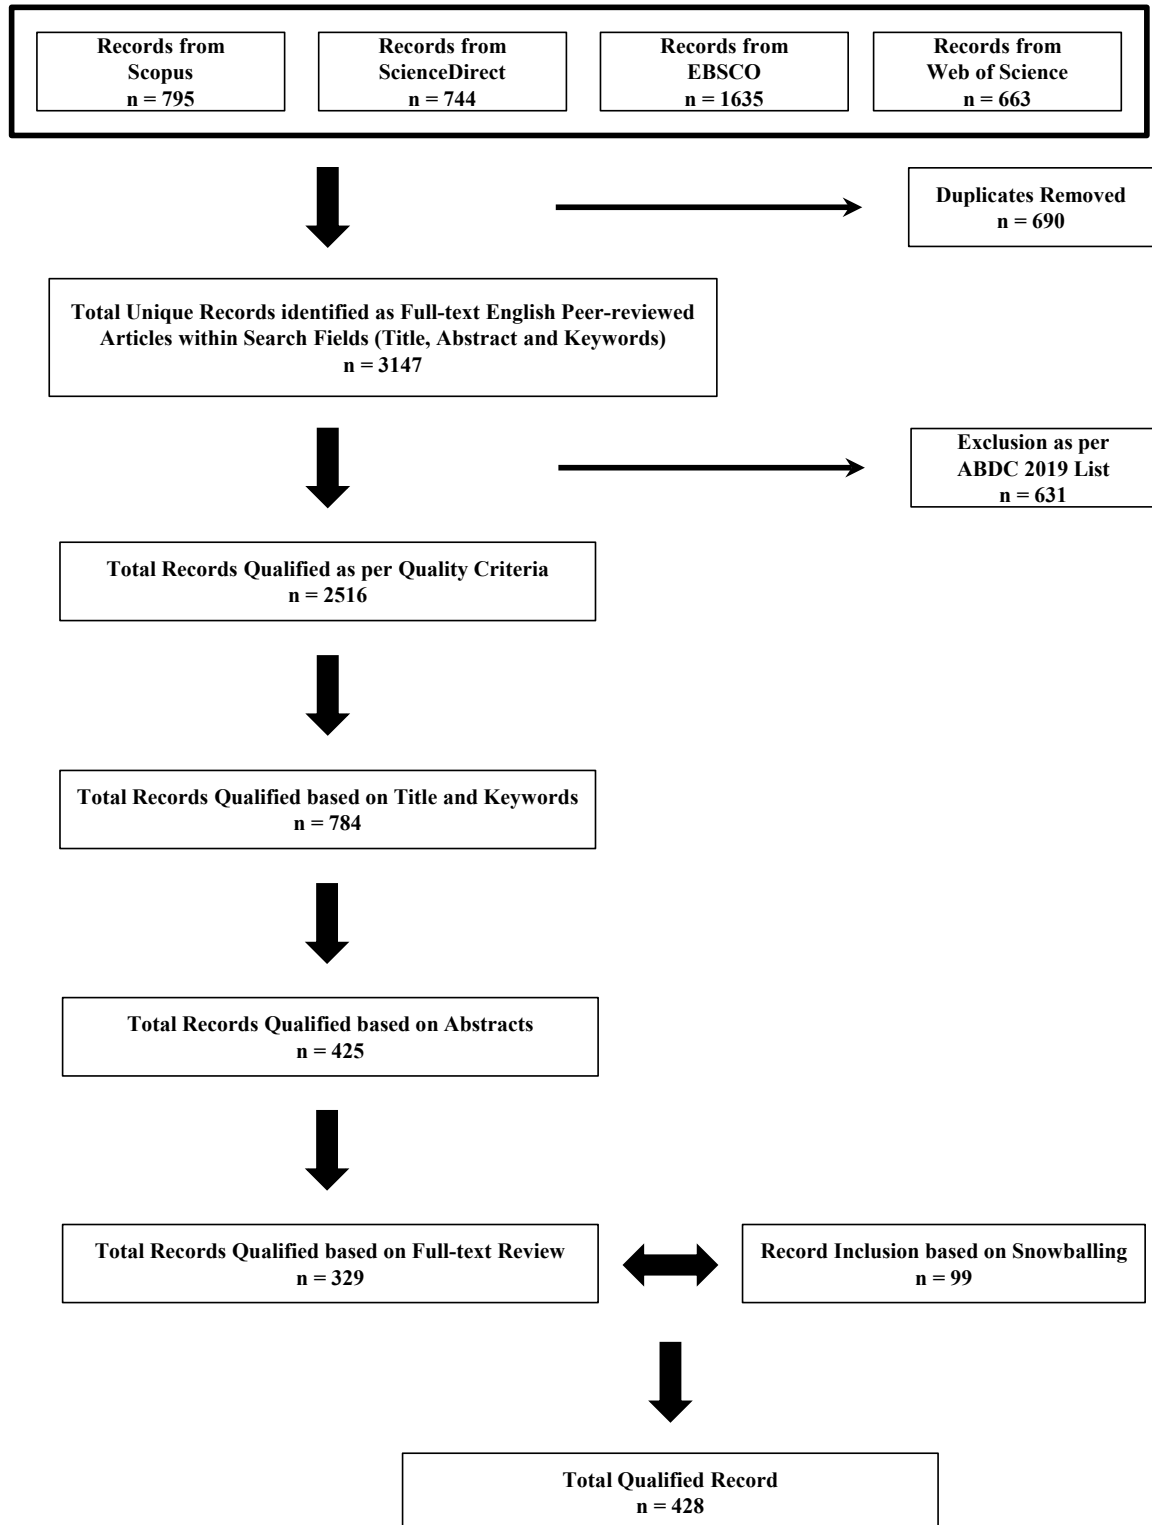 Records from
Scopus
n = 795
Records from
ScienceDirect
n = 744
Records from
EBSCO
n = 1635
Records from
Web of Science
n = 663
Duplicates Removed
n = 690
Total Unique Records identified as Full-text English Peer-reviewed
Articles within Search Fields (Title, Abstract and Keywords)
n = 3147
Exclusion as per
ABDC 2019 List
n = 631
Total Records Qualified as per Quality Criteria
n = 2516
Total Records Qualified based on Title and Keywords
n = 784
Total Records Qualified based on Abstracts
n = 425
Total Records Qualified based on Full-text Review
n = 329
Record Inclusion based on Snowballing
n = 99
Total Qualified Record
n = 428